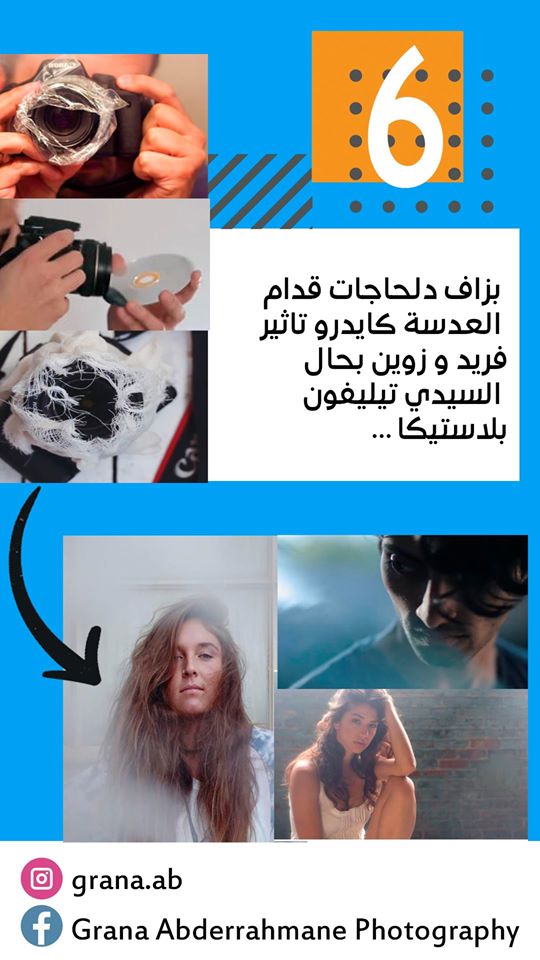 6
بزاف دلحاجات قدام
العدسة كايدرو تاثير
فريد و زوين بحال
السيدي تيليفون
بلاستيكا ...
grana.ab
Grana Abderrahmane Photography